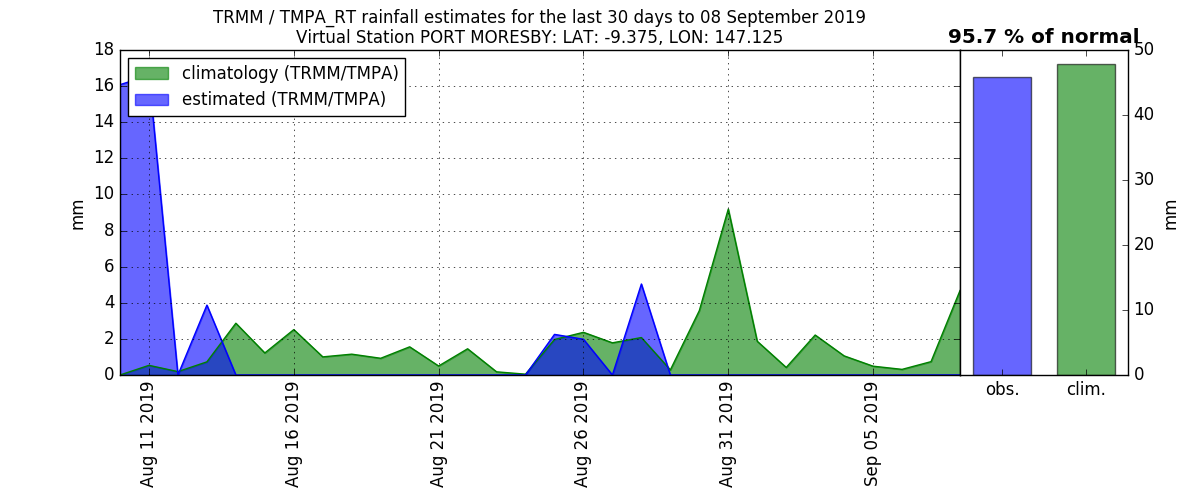 TRMM / TMPA_RT rainfall estimates for the last 30 days to 08 September 2019
Virtual Station PORT MORESBY: LAT: -9.375, LON: 147.125
95.7 % of normal
climatology (TRMM/TMPA)
estimated (TRMM/TMPA)
18
16
14
12
10
8
6
4
2
0
mm
Aug 11 2019
Aug 16 2019
Aug 21 2019
Aug 26 2019
Aug 31 2019
Sep 05 2019
obs.
clim.
50
40
30
20
10
0
mm